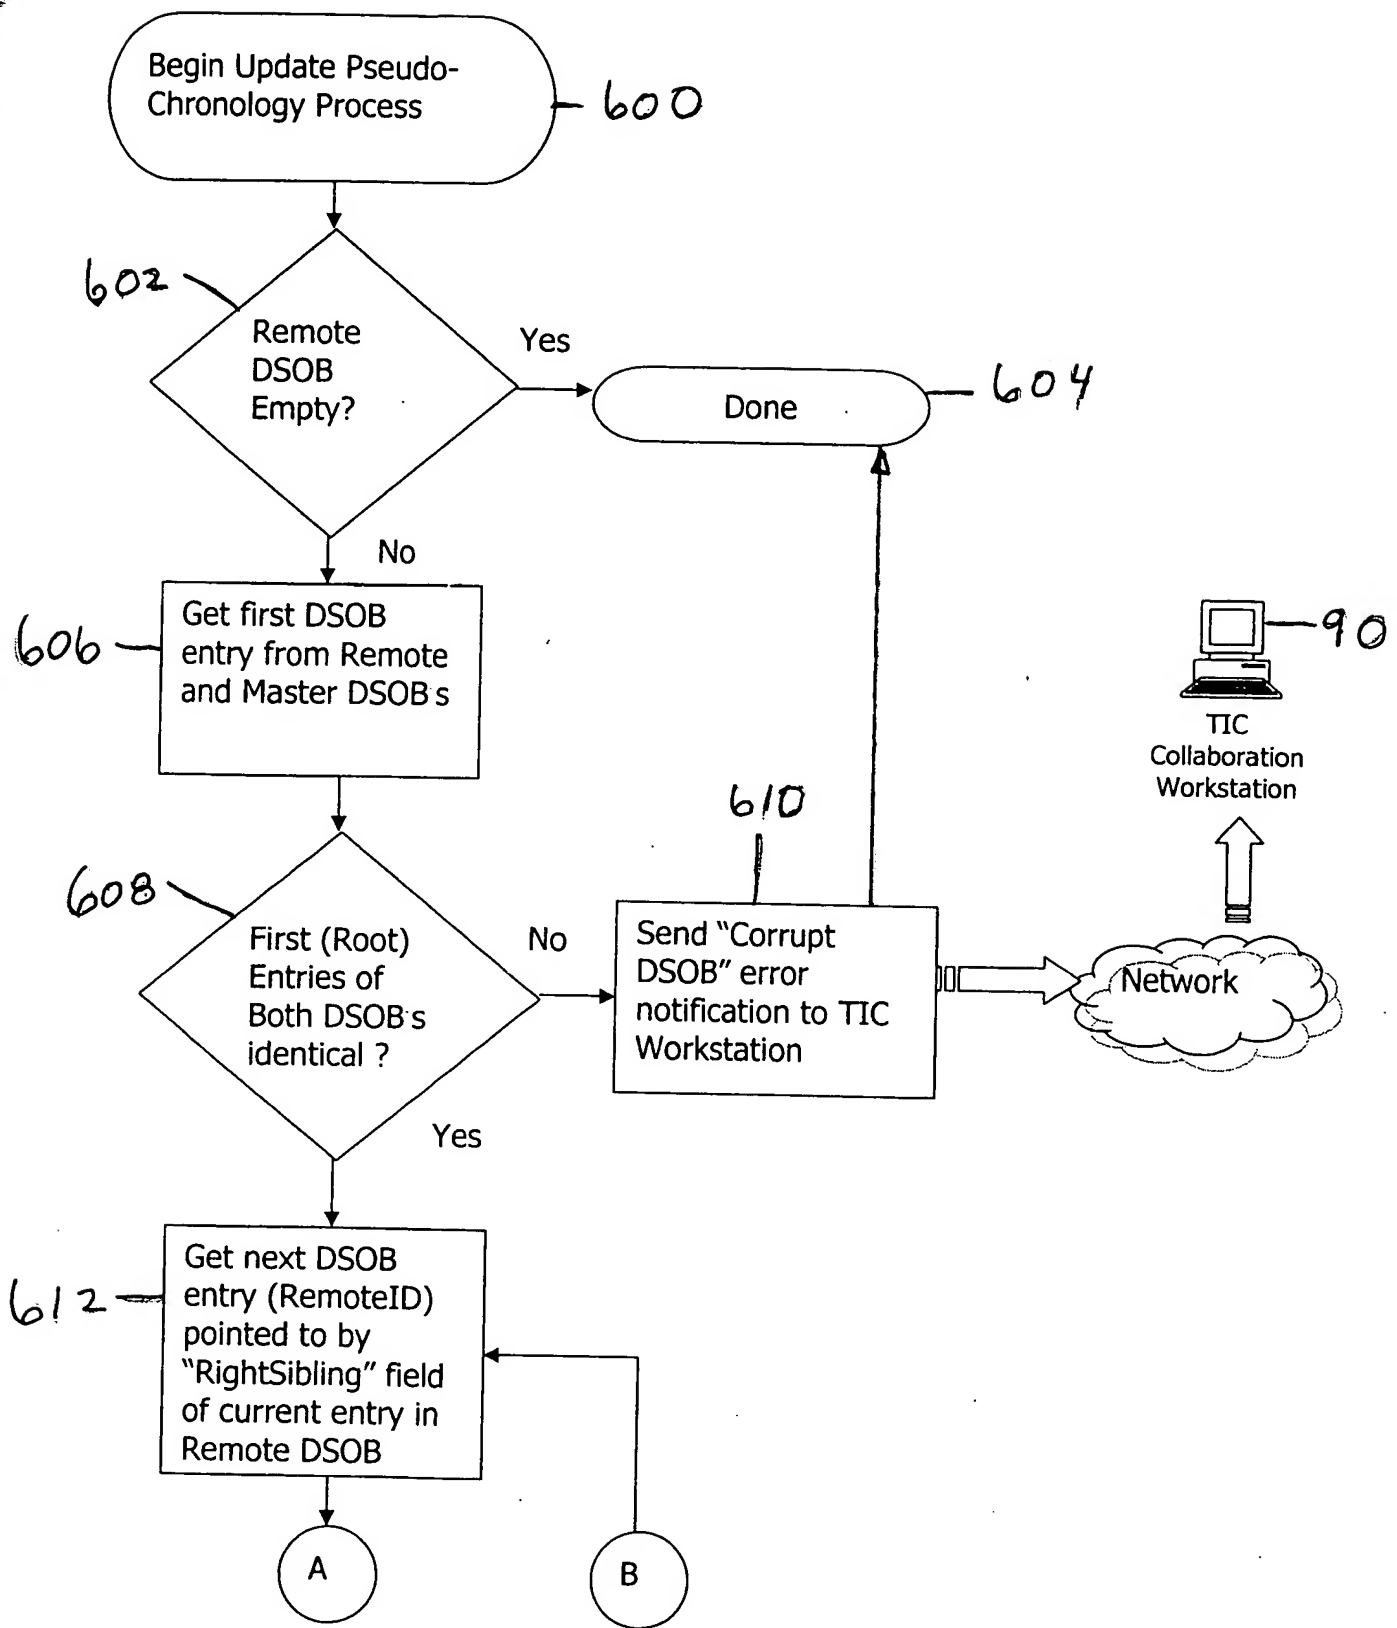 Begin Update Pseudo-
Chronology Process
600
602
Remote
DSOB
Empty?
Yes
Done
604
No
606
Get first DSOB
entry from Remote
and Master DSOB's
90
TIC
Collaboration
Workstation
608
First (Root)
Entries of
Both DSOB's
identical ?
No
610
Send “Corrupt
DSOB” error
notification to TIC
Workstation
Network
Yes
612
Get next DSOB
entry (RemoteID)
pointed to by
“RightSibling” field
of current entry in
Remote DSOB
A
B